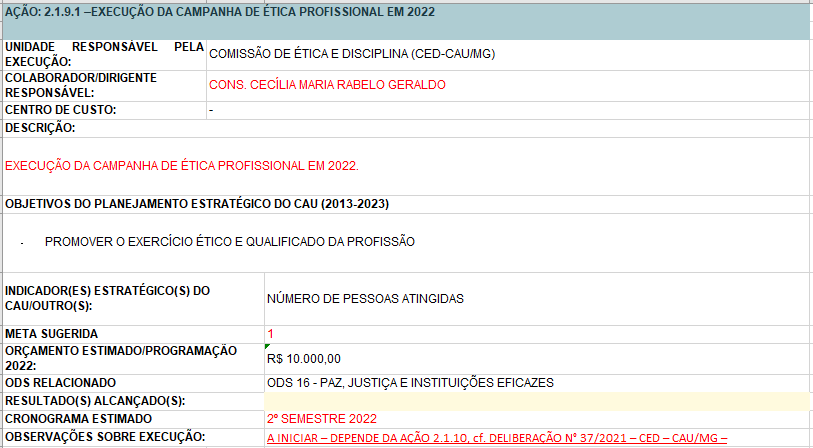 AÇÃO: 2.1.9.1 –EXECUÇÃO DA CAMPANHA DE ÉTICA PROFISSIONAL EM 2022
UNIDADE RESPONSÁVEL PELA
EXECUÇÃO:
COMISSÃO DE ÉTICA E DISCIPLINA (CED-CAU/MG)
COLABORADOR/DIRIGENTE
RESPONSÁVEL:
CONS. CECÍLIA MARIA RABELO GERALDO
CENTRO DE CUSTO:
-
DESCRIÇÃO:
EXECUÇÃO DA CAMPANHA DE ÉTICA PROFISSIONAL EM 2022.
OBJETIVOS DO PLANEJAMENTO ESTRATÉGICO DO CAU (2013-2023)
- PROMOVER O EXERCÍCIO ÉTICO E QUALIFICADO DA PROFISSÃO
INDICADOR(ES) ESTRATÉGICO(S) DO
CAU/OUTRO(S):
NÚMERO DE PESSOAS ATINGIDAS
META SUGERIDA
1
ORÇAMENTO ESTIMADO/PROGRAMAÇÃO
2022:
R$ 10.000,00
ODS RELACIONADO
ODS 16 - PAZ, JUSTIÇA E INSTITUIÇÕES EFICAZES
RESULTADO(S) ALCANÇADO(S):
CRONOGRAMA ESTIMADO
2º SEMESTRE 2022
OBSERVAÇÕES SOBRE EXECUÇÃO:
A INICIAR – DEPENDE DA AÇÃO 2.1.10, cf. DELIBERAÇÃO N° 37/2021 – CED – CAU/MG –